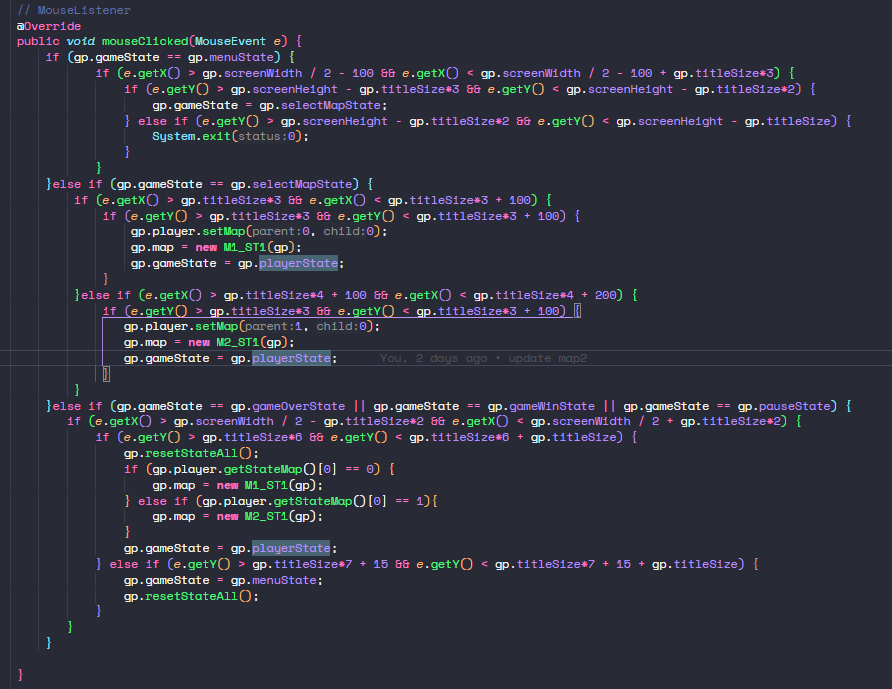 // MouseListener
@Override
public void mouseClicked(MouseEvent e) {
if (gp.gameState == gp.menuState) {
if (e.getX() > gp.screenWidth / 2 - 100 && e.getX() < gp.screenWidth / 2 - 100 + gp.titleSize*3) {
if (e.getY() > gp.screenHeight - gp.titleSize*3 && e.getY() < gp.screenHeight - gp.titleSize*2) {
gp.gameState = gp.selectMapState;
} else if (e.getY() > gp.screenHeight - gp.titleSize*2 && e.getY() < gp.screenHeight - gp.titleSize) {
System.exit(status:0);
}
}
}else if (gp.gameState == gp.selectMapState) {
if (e.getX() > gp.titleSize*3 && e.getX() < gp.titleSize*3 + 100) {
if (e.getY() > gp.titleSize*3 && e.getY() < gp.titleSize*3 + 100) {
gp.player.setMap(parent:0, child:0);
gp.map = new M1_ST1(gp);
gp.gameState = gp.playerState;
}
}else if (e.getX() > gp.titleSize*4 + 100 && e.getX() < gp.titleSize*4 + 200) {
if (e.getY() > gp.titleSize*3 && e.getY() < gp.titleSize*3 + 100) {
gp.player.setMap(parent:1, child:0);
gp.map = new M2_ST1(gp);
gp.gameState = gp.playerState; You, 2 days ago • update map2
}
}
}else if (gp.gameState == gp.gameOverState || gp.gameState == gp.gameWinState || gp.gameState == gp.pauseState) {
if (e.getX() > gp.screenWidth / 2 - gp.titleSize*2 && e.getX() < gp.screenWidth / 2 + gp.titleSize*2) {
if (e.getY() > gp.titleSize*6 && e.getY() < gp.titleSize*6 + gp.titleSize) {
gp.resetStateAll();
if (gp.player.getStateMap()[0] == 0) {
gp.map = new M1_ST1(gp);
} else if (gp.player.getStateMap()[0] == 1){
gp.map = new M2_ST1(gp);
}
gp.gameState = gp.playerState;
} else if (e.getY() > gp.titleSize*7 + 15 && e.getY() < gp.titleSize*7 + 15 + gp.titleSize) {
gp.gameState = gp.menuState;
gp.resetStateAll();
}
}
}
}